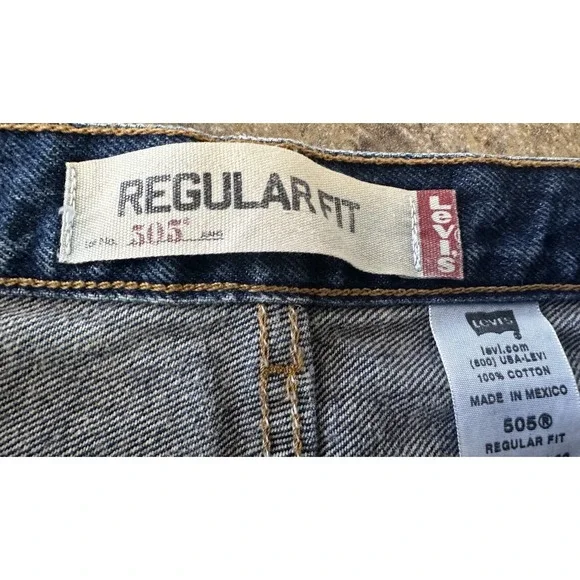 REGULAR FIT
Lot No. 505® JEANS
LeVI'S®
Levi's
levi.com
(800) USA-LEVI
100% COTTON
MADE IN MEXICO
505®
REGULAR FIT